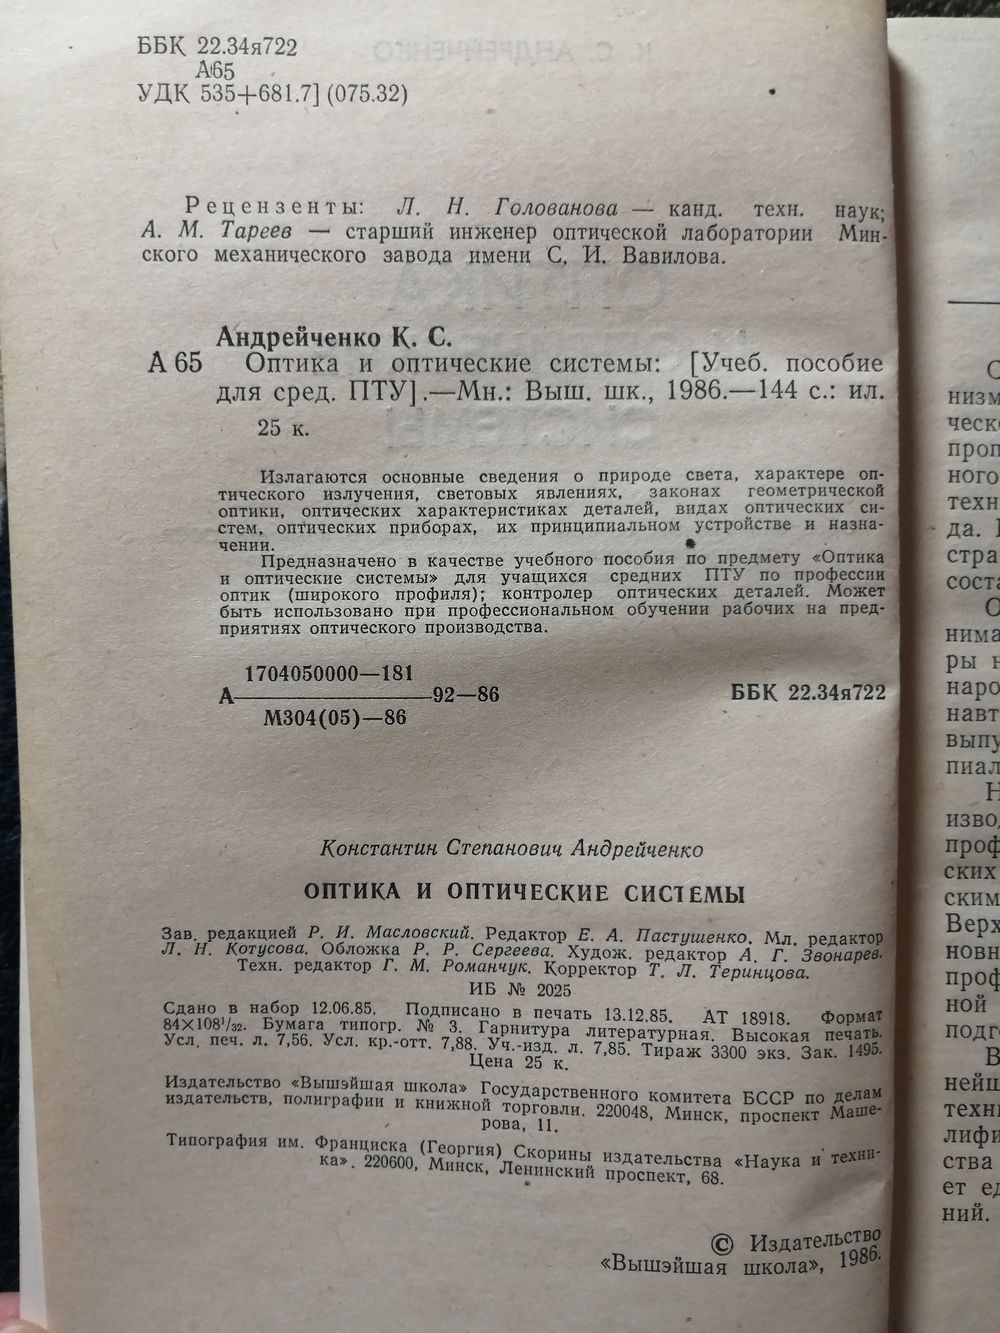 ББК 22.34я722
А65
УДК 535+681.7] (075.32)
Рецензенты: Л. Н. Голованова — канд. техн. наук;
А. М. Тареев — старший инженер оптической лаборатории Мин-
ского механического завода имени С. И. Вавилова.
Андрейченко К. С.
А 65 Оптика и оптические системы: [Учеб. пособие
для сред. ПТУ].—Мн.: Выш. шк., 1986.—144 с.: ил.
25 к.
Излагаются основные сведения о природе света, характере оп-
тического излучения, световых явлениях, законах геометрической
оптики, оптических характеристиках деталей, видах оптических си-
стем, оптических приборах, их принципиальном устройстве и назна-
чении.
Предназначено в качестве учебного пособия по предмету «Оптика
и оптические системы» для учащихся средних ПТУ по профессии
оптик (широкого профиля); контролер оптических деталей. Может
быть использовано при профессиональном обучении рабочих на пред-
приятиях оптического производства.
1704050000—181
А————92—86
М304(05)—86
ББК 22.34я722
Константин Степанович Андрейченко
ОПТИКА И ОПТИЧЕСКИЕ СИСТЕМЫ
Зав. редакцией Р. И. Масловский. Редактор Е. А. Пастушенко. Мл. редактор
Л. Н. Котусова. Обложка Р. Р. Сергеева. Худож. редактор А. Г. Звонарев.
Техн. редактор Г. М. Романчук. Корректор Т. Л. Теринцова.
ИБ № 2025
Сдано в набор 12.06.85. Подписано в печать 13.12.85. АТ 18918. Формат
84×108¹/₃₂. Бумага типогр. № 3. Гарнитура литературная. Высокая печать.
Усл. печ. л. 7,56. Усл. кр.-отт. 7,88. Уч.-изд. л. 7,85. Тираж 3300 экз. Зак. 1495.
Цена 25 к.
Издательство «Вышэйшая школа» Государственного комитета БССР по делам
издательств, полиграфии и книжной торговли. 220048, Минск, проспект Маше-
рова, 11.
Типография им. Франциска (Георгия) Скорины издательства «Наука и техни-
ка». 220600, Минск, Ленинский проспект, 68.
© Издательство
«Вышэйшая школа», 1986.